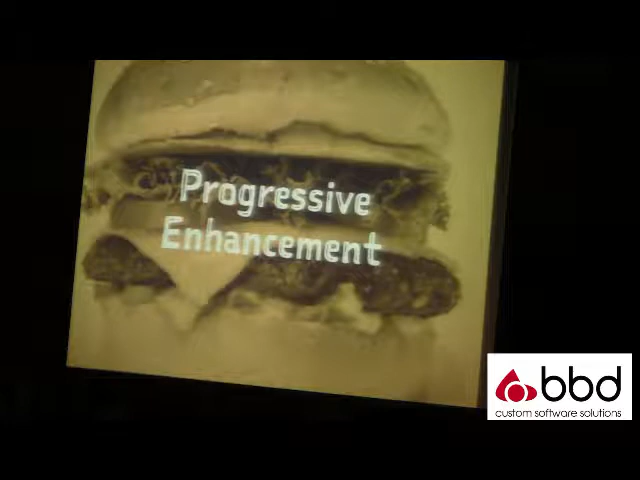 Progressive
Enhancement
bbd
custom software solutions